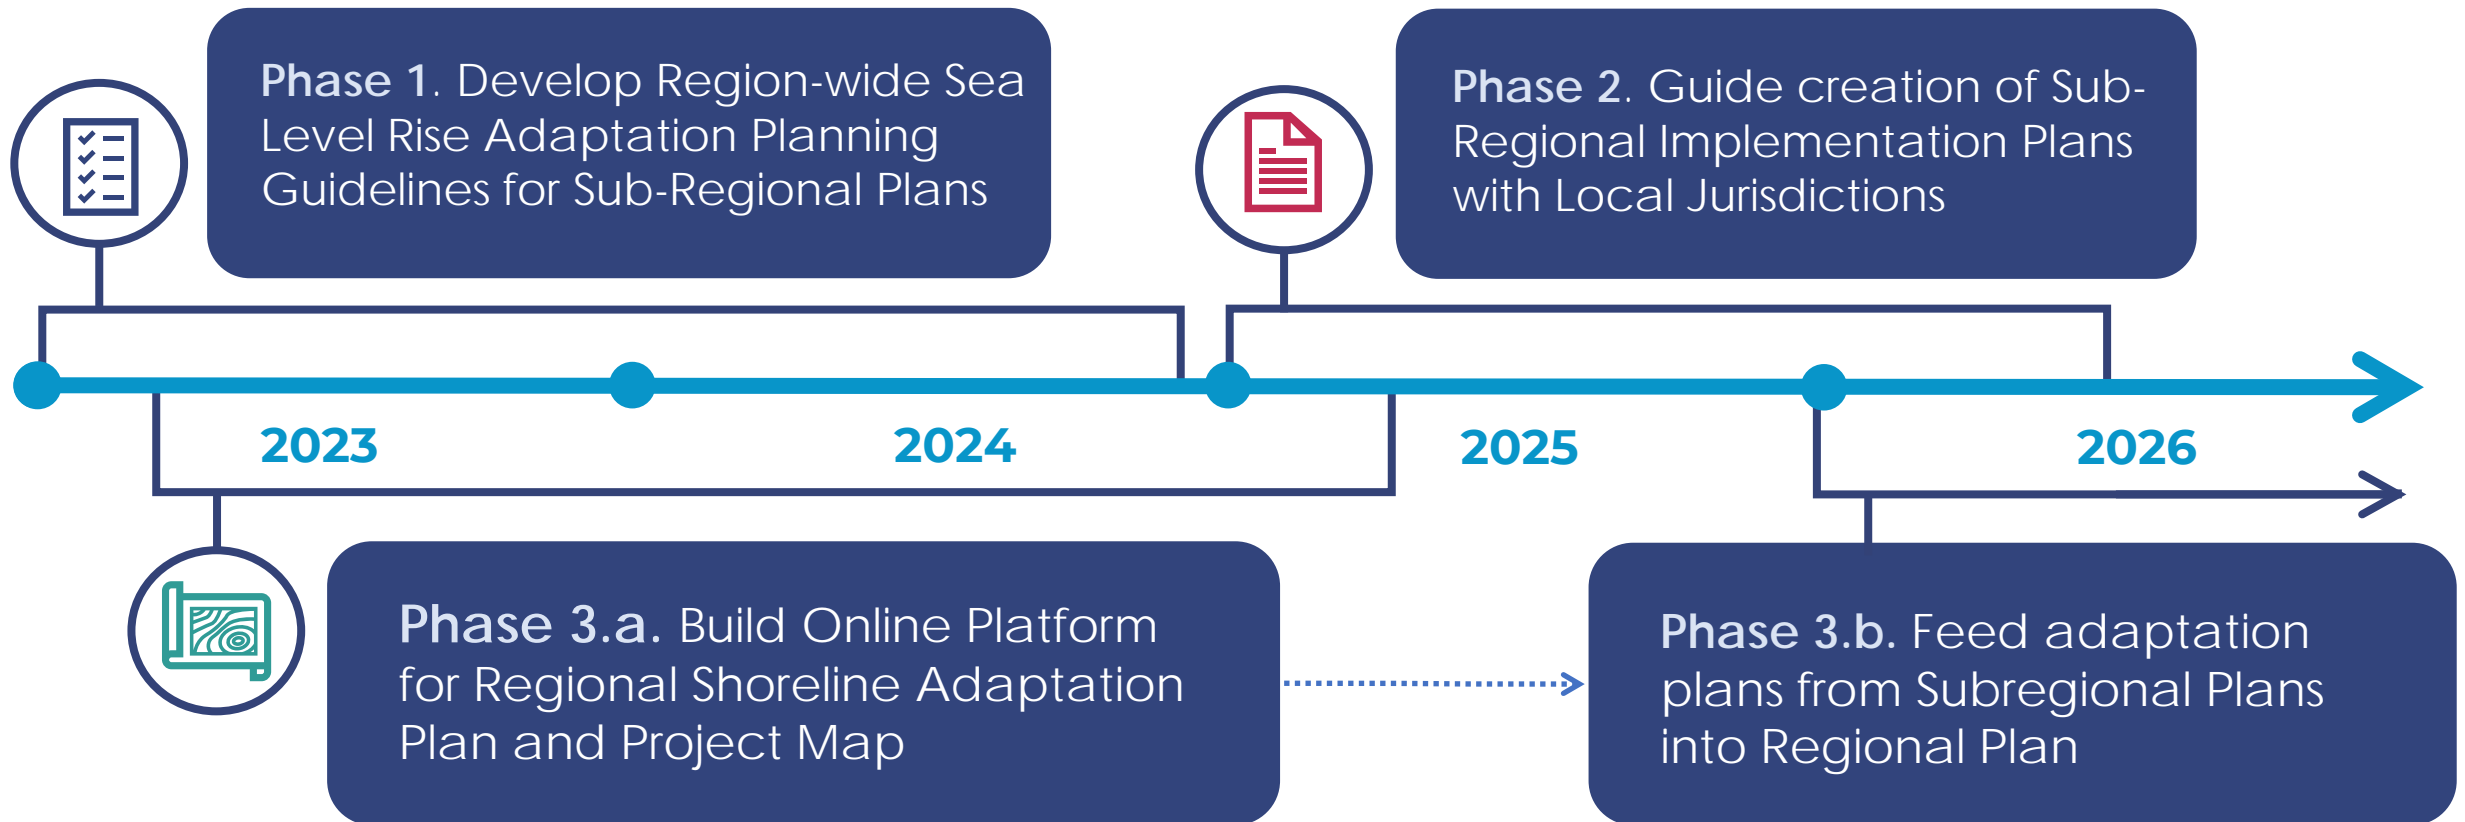 Phase 1. Develop Region-wide Sea
Level Rise Adaptation Planning
Guidelines for Sub-Regional Plans
Phase 2. Guide creation of Sub-
Regional Implementation Plans
with Local Jurisdictions
2023
2024
2025
2026
Phase 3.a. Build Online Platform
for Regional Shoreline Adaptation
Plan and Project Map
Phase 3.b. Feed adaptation
plans from Subregional Plans
into Regional Plan